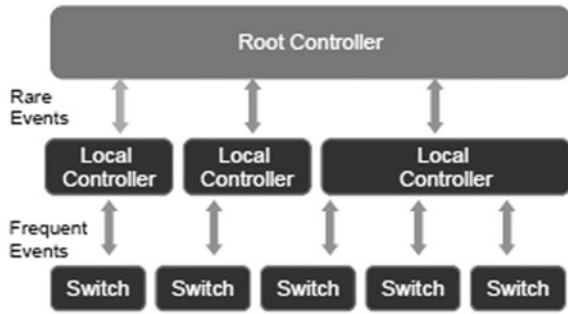 Root Controller
Rare
Events
Local
Controller
Local
Controller
Local
Controller
Frequent
Events
Switch
Switch
Switch
Switch
Switch